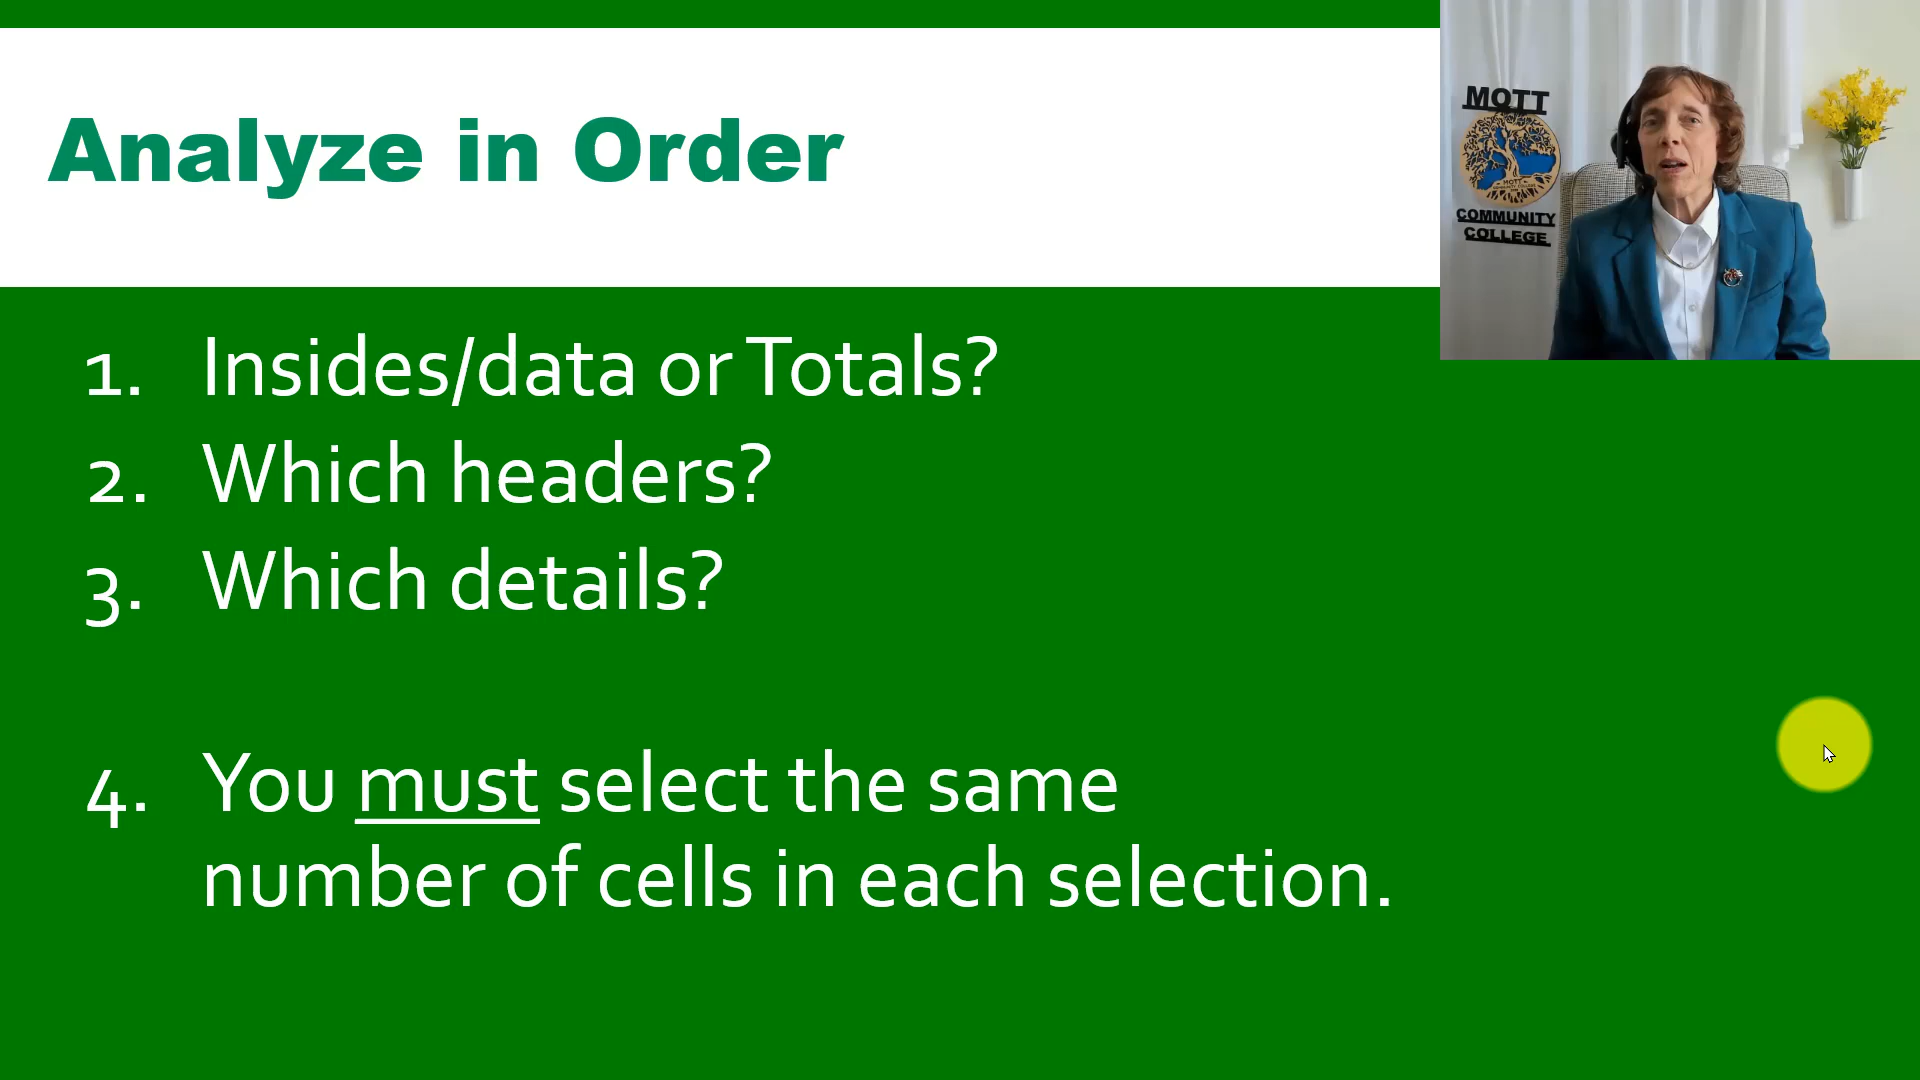 Analyze in Order
MOTT
MOTT
COMMUNITY
COLLEGE
1. Insides/data or Totals?
2. Which headers?
3. Which details?
4. You must select the same
number of cells in each selection.